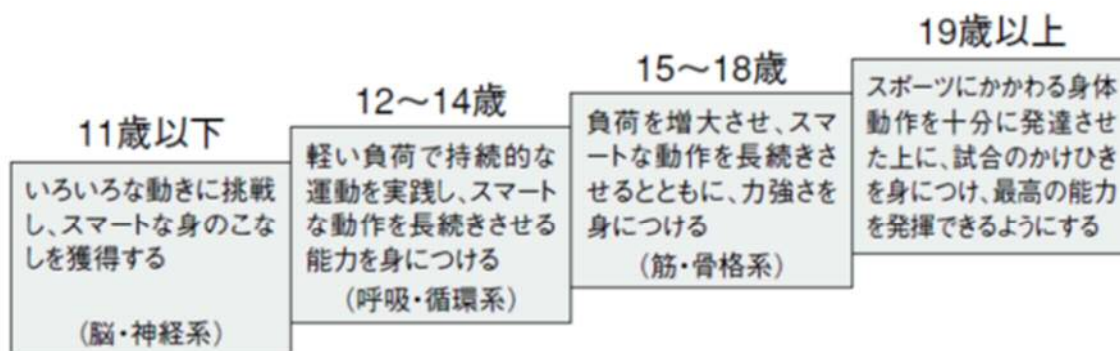 11歳以下
いろいろな動きに挑戦
し、スマートな身のこな
しを獲得する
(脳・神経系)
12〜14歳
軽い負荷で持続的な
運動を実践し、スマート
な動作を長続きさせる
能力を身につける
(呼吸・循環系)
15〜18歳
負荷を増大させ、スマ
ートな動作を長続きさ
せるとともに、力強さを
身につける
(筋・骨格系)
19歳以上
スポーツにかかわる身体
動作を十分に発達させ
た上に、試合のかけひき
を身につけ、最高の能力
を発揮できるようにする